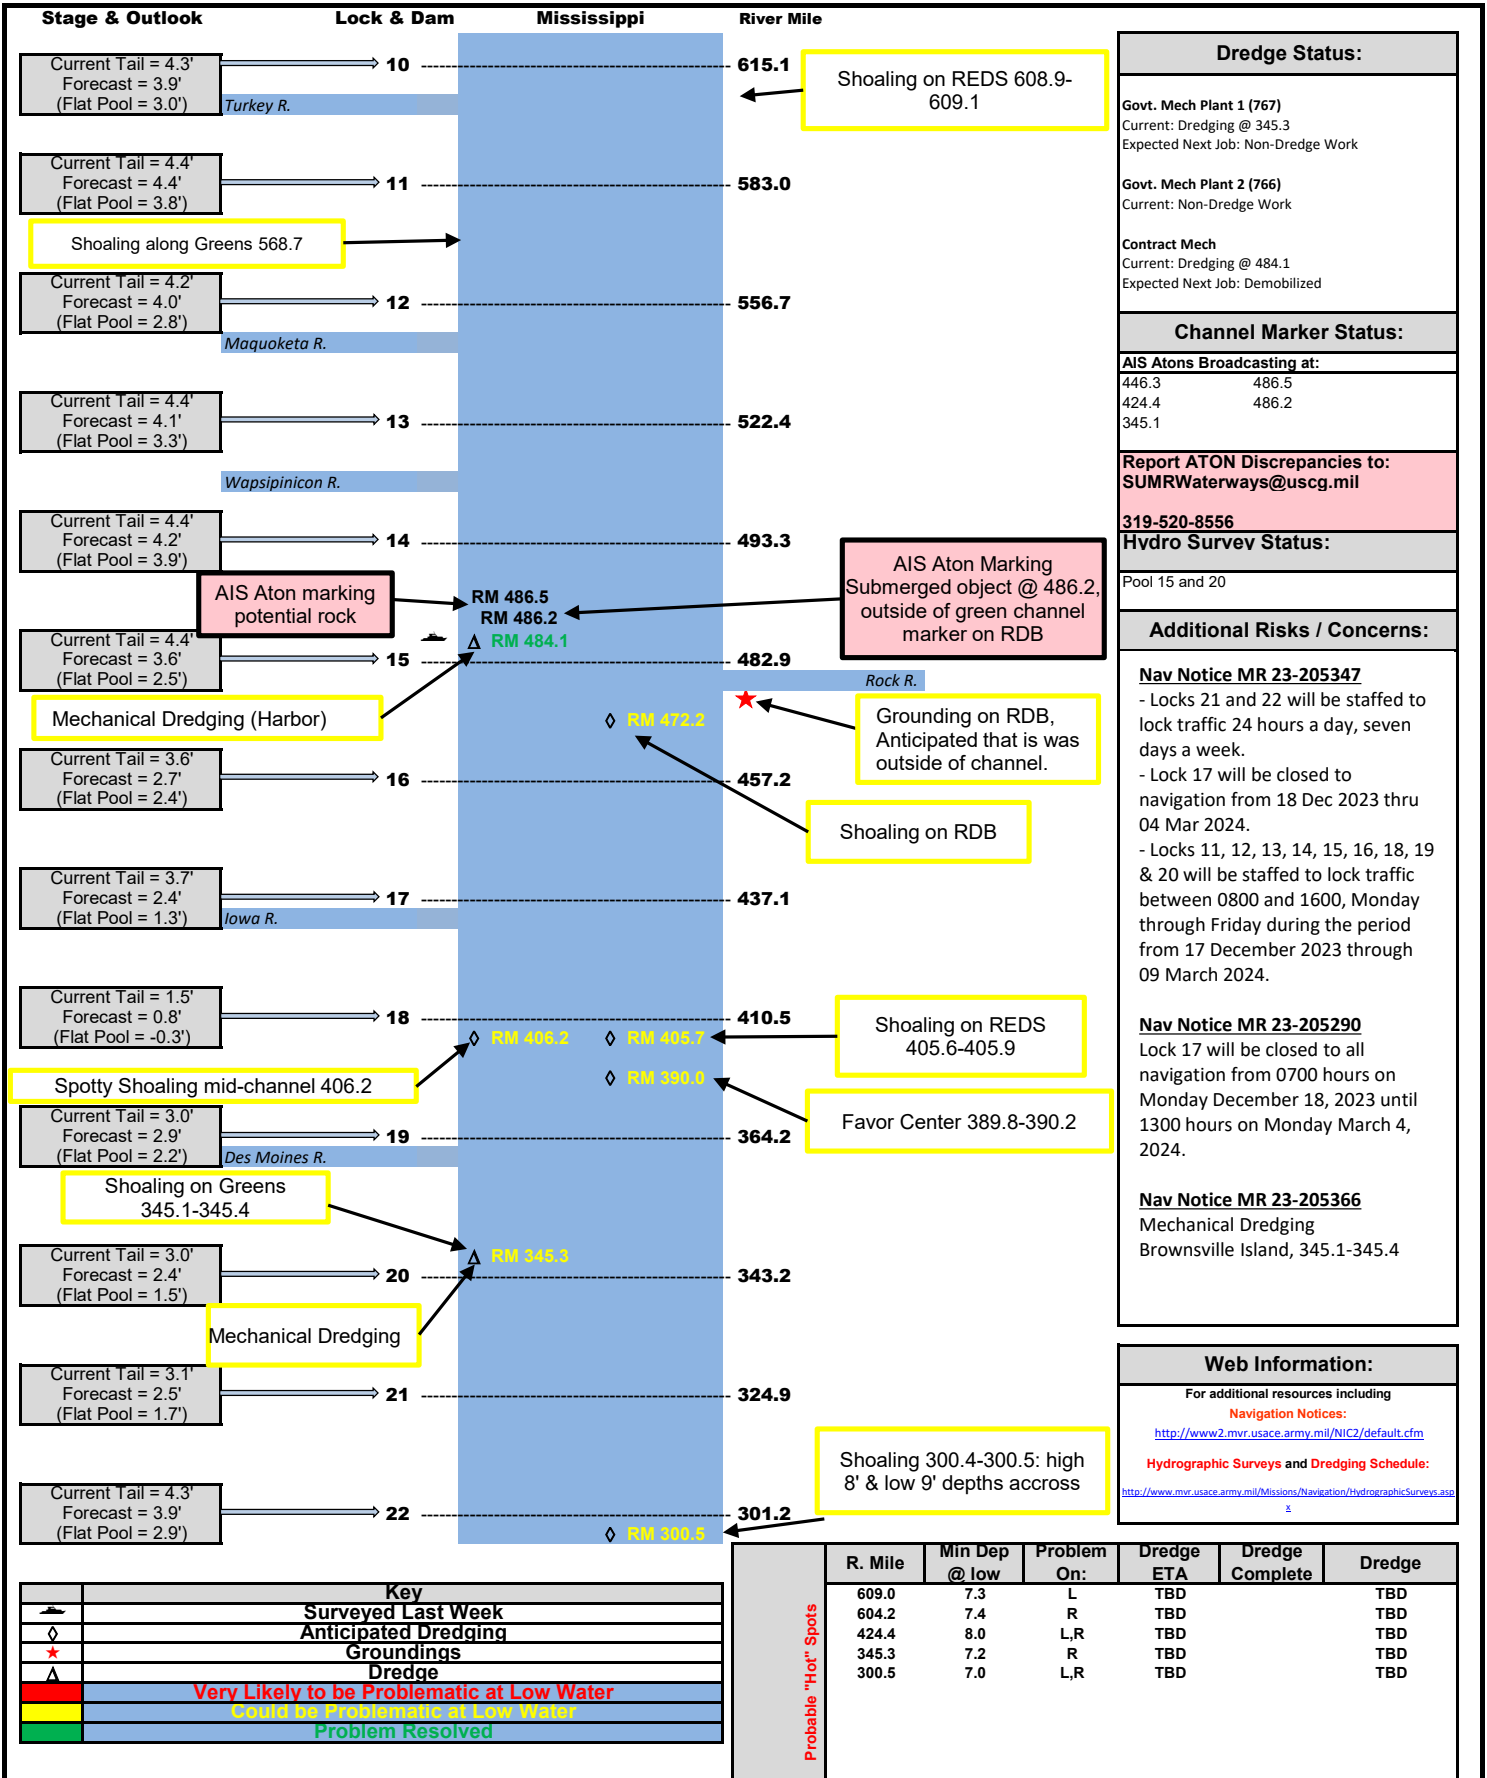 Stage & Outlook Lock & Dam Mississippi River Mile
Current Tail = 4.3'
Forecast = 3.9'
(Flat Pool = 3.0')
10 615.1
Turkey R.
Shoaling on REDS 608.9-
609.1
Current Tail = 4.4'
Forecast = 4.4'
(Flat Pool = 3.8')
11 583.0
Shoaling along Greens 568.7
Current Tail = 4.2'
Forecast = 4.0'
(Flat Pool = 2.8')
12 556.7
Maquoketa R.
Current Tail = 4.4'
Forecast = 4.1'
(Flat Pool = 3.3')
13 522.4
Wapsipinicon R.
Current Tail = 4.4'
Forecast = 4.2'
(Flat Pool = 3.9')
14 493.3
AIS Aton marking
potential rock
RM 486.5
RM 486.2
RM 484.1
AIS Aton Marking
Submerged object @ 486.2,
outside of green channel
marker on RDB
Current Tail = 4.4'
Forecast = 3.6'
(Flat Pool = 2.5')
15 482.9
Rock R.
Mechanical Dredging (Harbor)
RM 472.2
Grounding on RDB,
Anticipated that is was
outside of channel.
Current Tail = 3.6'
Forecast = 2.7'
(Flat Pool = 2.4')
16 457.2
Shoaling on RDB
Current Tail = 3.7'
Forecast = 2.4'
(Flat Pool = 1.3')
17 437.1
Iowa R.
Current Tail = 1.5'
Forecast = 0.8'
(Flat Pool = -0.3')
18 410.5
RM 406.2 RM 405.7
Shoaling on REDS
405.6-405.9
Spotty Shoaling mid-channel 406.2
RM 390.0
Favor Center 389.8-390.2
Current Tail = 3.0'
Forecast = 2.9'
(Flat Pool = 2.2')
19 364.2
Des Moines R.
Shoaling on Greens
345.1-345.4
RM 345.3
Current Tail = 3.0'
Forecast = 2.4'
(Flat Pool = 1.5')
20 343.2
Mechanical Dredging
Current Tail = 3.1'
Forecast = 2.5'
(Flat Pool = 1.7')
21 324.9
Shoaling 300.4-300.5: high
8' & low 9' depths accross
Current Tail = 4.3'
Forecast = 3.9'
(Flat Pool = 2.9')
22 301.2
RM 300.5
Dredge Status:
Govt. Mech Plant 1 (767)
Current: Dredging @ 345.3
Expected Next Job: Non-Dredge Work
Govt. Mech Plant 2 (766)
Current: Non-Dredge Work
Contract Mech
Current: Dredging @ 484.1
Expected Next Job: Demobilized
Channel Marker Status:
AIS Atons Broadcasting at:
446.3 486.5
424.4 486.2
345.1
Report ATON Discrepancies to:
SUMRWaterways@uscg.mil
319-520-8556
Hydro Survey Status:
Pool 15 and 20
Additional Risks / Concerns:
Nav Notice MR 23-205347
- Locks 21 and 22 will be staffed to
lock traffic 24 hours a day, seven
days a week.
- Lock 17 will be closed to
navigation from 18 Dec 2023 thru
04 Mar 2024.
- Locks 11, 12, 13, 14, 15, 16, 18, 19
& 20 will be staffed to lock traffic
between 0800 and 1600, Monday
through Friday during the period
from 17 December 2023 through
09 March 2024.
Nav Notice MR 23-205290
Lock 17 will be closed to all
navigation from 0700 hours on
Monday December 18, 2023 until
1300 hours on Monday March 4,
2024.
Nav Notice MR 23-205366
Mechanical Dredging
Brownsville Island, 345.1-345.4
Web Information:
For additional resources including
Navigation Notices:
http://www2.mvr.usace.army.mil/NIC2/default.cfm
Hydrographic Surveys and Dredging Schedule:
http://www.mvr.usace.army.mil/Missions/Navigation/HydrographicSurveys.asp
x
Key
Surveyed Last Week
Anticipated Dredging
Groundings
Dredge
Very Likely to be Problematic at Low Water
Could be Problematic at Low Water
Problem Resolved
Probable "Hot" Spots
R. Mile Min Dep @ low Problem On: Dredge ETA Dredge Complete Dredge
609.0 7.3 L TBD TBD
604.2 7.4 R TBD TBD
424.4 8.0 L,R TBD TBD
345.3 7.2 R TBD TBD
300.5 7.0 L,R TBD TBD